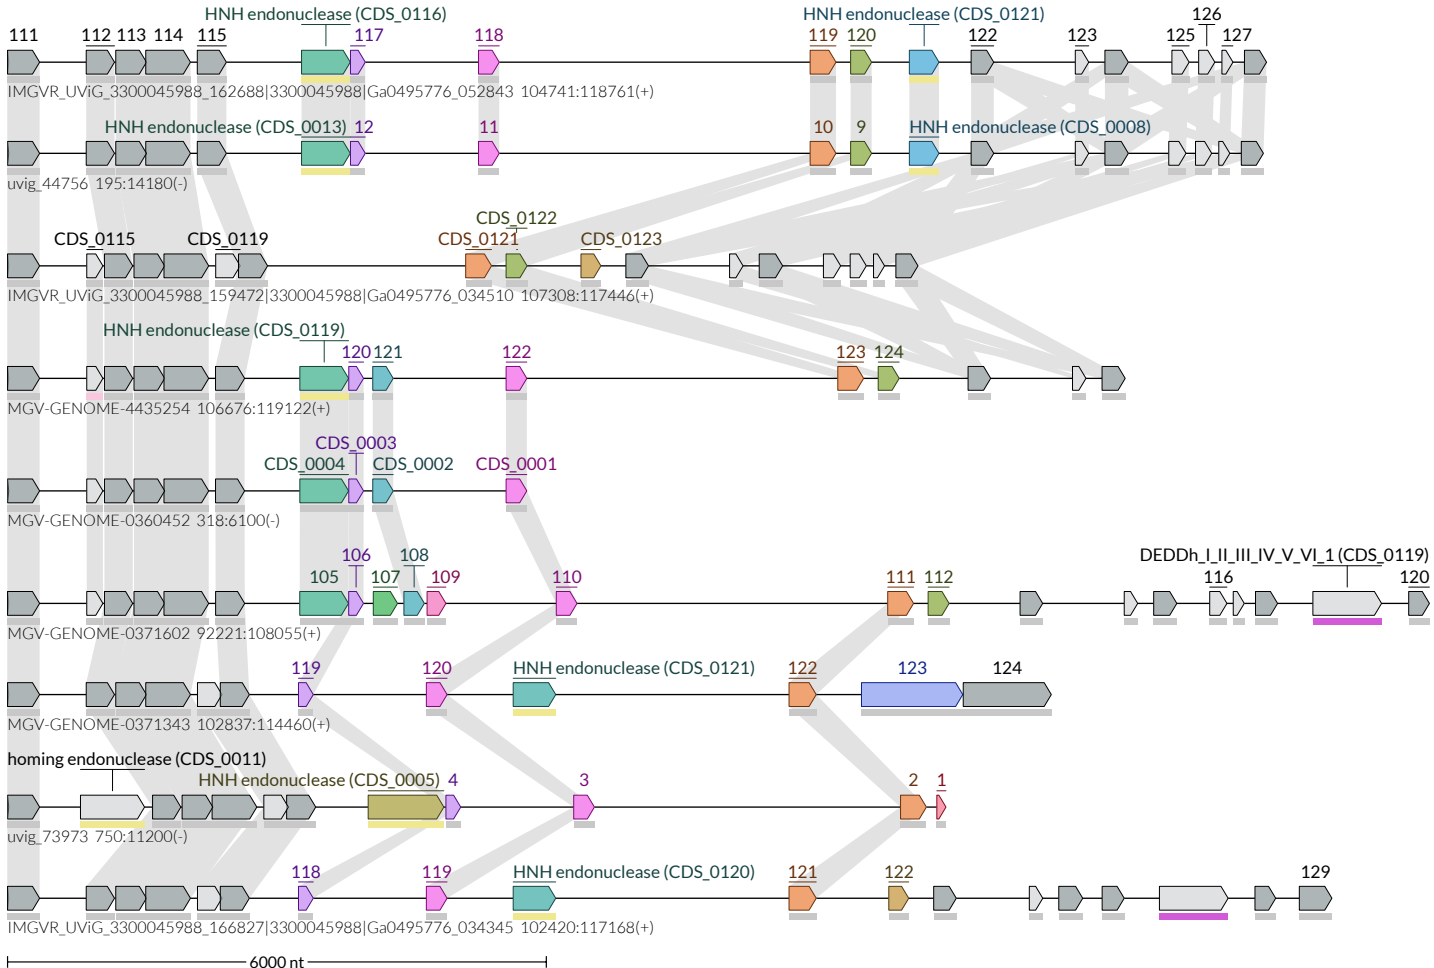 HNH endonuclease (CDS_0116) HNH endonuclease (CDS_0121) 126
111 112 113 114 115 117 118 119 120 122 123 125 127
IMGVR_UViG_3300045988_162688|3300045988|Ga0495776_052843 104741:118761(+)
HNH endonuclease (CDS_0013) 12 11 10 9 HNH endonuclease (CDS_0008)
uvig_44756 195:14180(-)
CDS_0122
CDS_0115 CDS_0119 CDS_0121 CDS_0123
IMGVR_UViG_3300045988_159472|3300045988|Ga0495776_034510 107308:117446(+)
HNH endonuclease (CDS_0119)
120 121 122 123 124
MGV-GENOME-4435254 106676:119122(+)
CDS_0003
CDS_0004 CDS_0002 CDS_0001
MGV-GENOME-0360452 318:6100(-)
106 108 DEDDh_I_II_III_IV_V_VI_1 (CDS_0119)
105 107 109 110 111 112 116 120
MGV-GENOME-0371602 92221:108055(+)
119 120 HNH endonuclease (CDS_0121) 122 123 124
MGV-GENOME-0371343 102837:114460(+)
homing endonuclease (CDS_0011)
HNH endonuclease (CDS_0005) 4 3 2 1
uvig_73973 750:11200(-)
118 119 HNH endonuclease (CDS_0120) 121 122 129
IMGVR_UViG_3300045988_166827|3300045988|Ga0495776_034345 102420:117168(+)
6000 nt